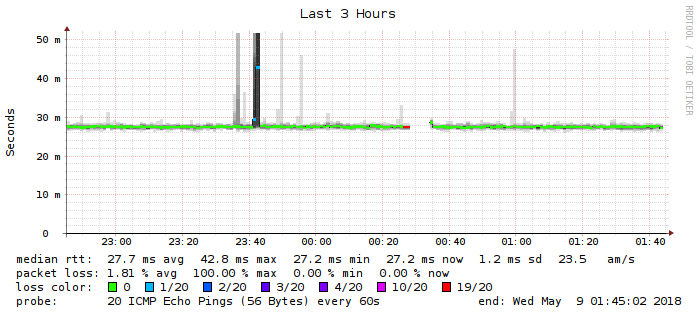 Last 3 Hours
RRDTOOL / TOBI OETIKER
Seconds
50 m
40 m
30 m
20 m
10 m
0
23:00 23:20 23:40 00:00 00:20 00:40 01:00 01:20 01:40
median rtt: 27.7 ms avg 42.8 ms max 27.2 ms min 27.2 ms now 1.2 ms sd 23.5 am/s
packet loss: 1.81 % avg 100.00 % max 0.00 % min 0.00 % now
loss color: 0 1/20 2/20 3/20 4/20 10/20 19/20
probe: 20 ICMP Echo Pings (56 Bytes) every 60s end: Wed May 9 01:45:02 2018